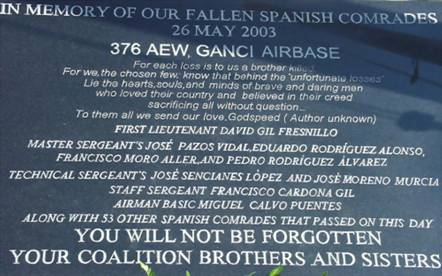 IN MEMORY OF OUR FALLEN SPANISH COMRADES
26 MAY 2003
376 AEW, GANCI AIRBASE
For each loss is to us a brother killed
For we, the chosen few, know that behind the "unfortunate losses"
Lie the hearts, souls, and minds of brave and daring men
who loved their country and believed in their creed
sacrificing all without question...
To them all we send our love. Godspeed ( Author unknown)
FIRST LIEUTENANT DAVID GIL FRESNILLO
MASTER SERGEANT'S JOSÉ PAZOS VIDAL, EDUARDO RODRÍGUEZ ALONSO,
FRANCISCO MORO ALLER, AND PEDRO RODRÍGUEZ ÀLVAREZ
TECHNICAL SERGEANT'S JOSÉ SENCIANES LÒPEZ AND JOSÉ MORENO MURCIA
STAFF SERGEANT FRANCISCO CARDONA GIL
AIRMAN BASIC MIGUEL CALVO PUENTES
ALONG WITH 53 OTHER SPANISH COMRADES THAT PASSED ON THIS DAY
YOU WILL NOT BE FORGOTTEN
YOUR COALITION BROTHERS AND SISTERS